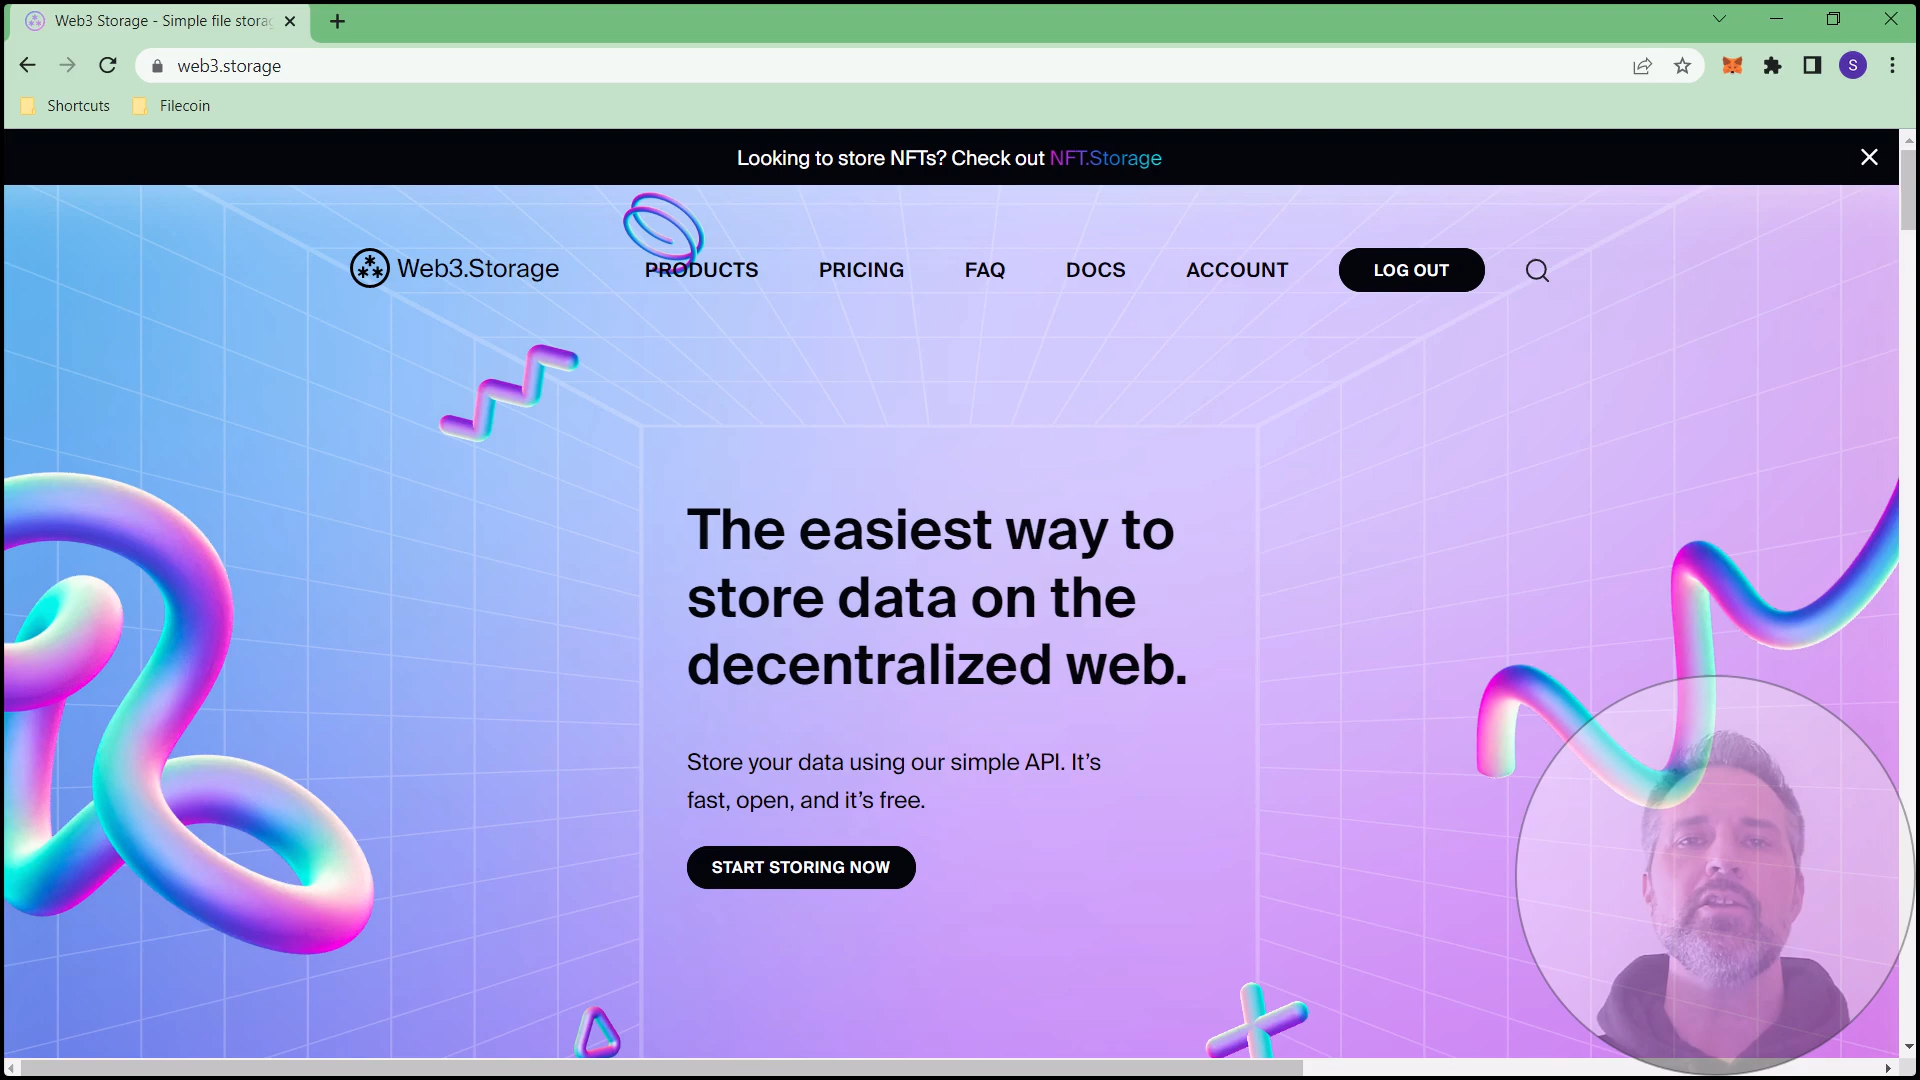 Web3 Storage - Simple file storag
web3.storage
S
Shortcuts
Filecoin
Looking to store NFTs? Check out NFT.Storage
Web3.Storage
PRODUCTS
PRICING
FAQ
DOCS
ACCOUNT
LOG OUT
The easiest way to
store data on the
decentralized web.
Store your data using our simple API. It's
fast, open, and it's free.
START STORING NOW